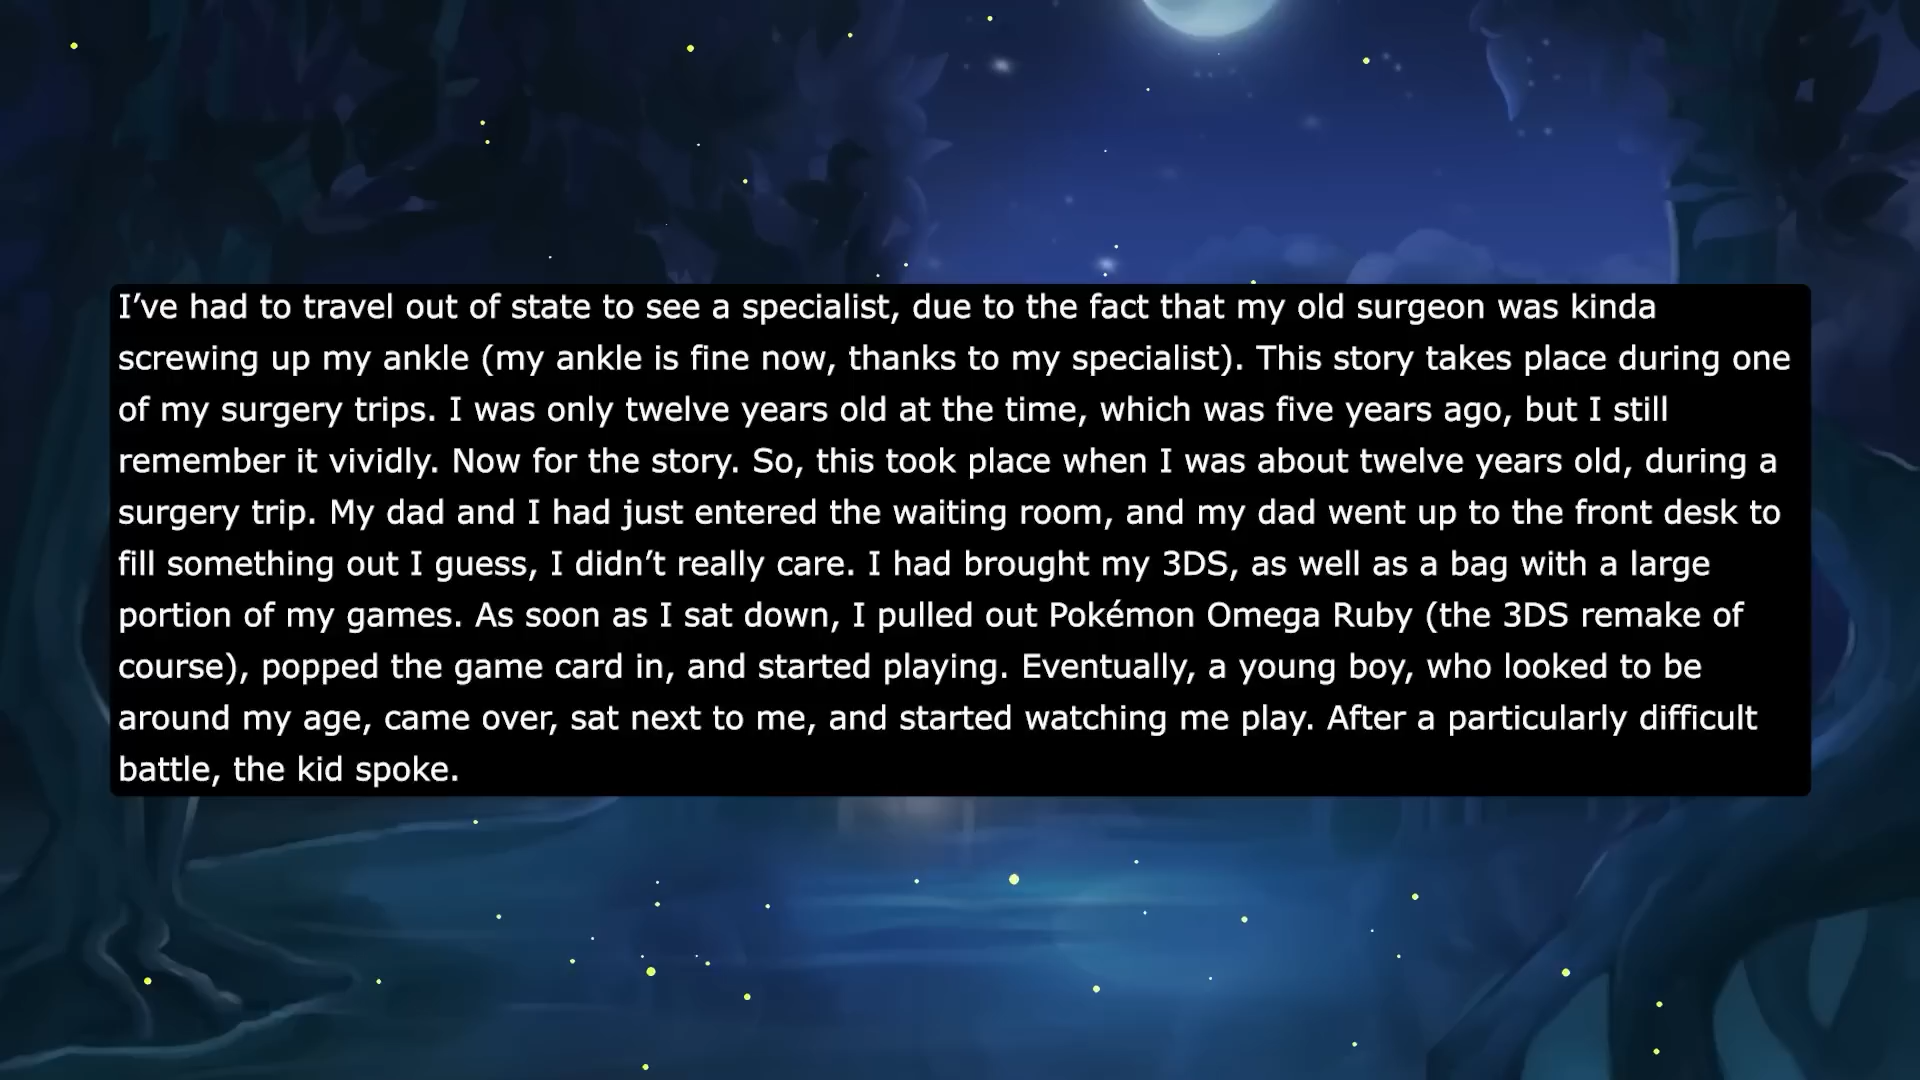 I’ve had to travel out of state to see a specialist, due to the fact that my old surgeon was kinda
screwing up my ankle (my ankle is fine now, thanks to my specialist). This story takes place during one
of my surgery trips. I was only twelve years old at the time, which was five years ago, but I still
remember it vividly. Now for the story. So, this took place when I was about twelve years old, during a
surgery trip. My dad and I had just entered the waiting room, and my dad went up to the front desk to
fill something out I guess, I didn’t really care. I had brought my 3DS, as well as a bag with a large
portion of my games. As soon as I sat down, I pulled out Pokémon Omega Ruby (the 3DS remake of
course), popped the game card in, and started playing. Eventually, a young boy, who looked to be
around my age, came over, sat next to me, and started watching me play. After a particularly difficult
battle, the kid spoke.